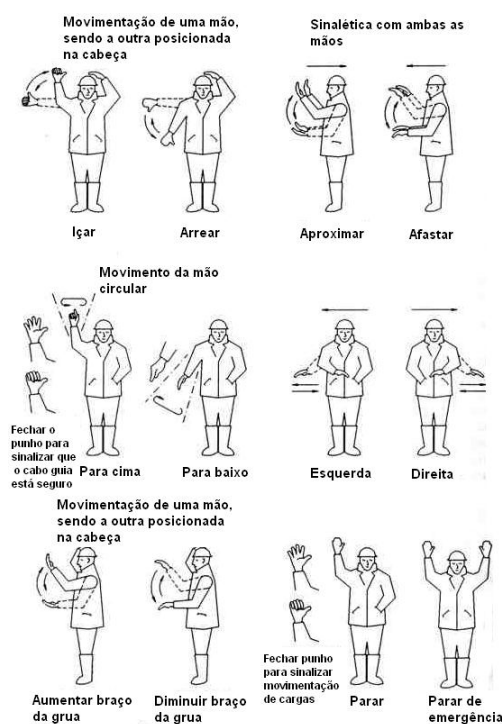 Movimentação de uma mão,
sendo a outra posicionada
na cabeça
Sinalética com ambas as
mãos
Içar
Arrear
Aproximar
Afastar
Movimento da mão
circular
Fechar o
punho para
sinalizar que
o cabo guia
está seguro
Para cima
Para baixo
Esquerda
Direita
Movimentação de uma mão,
sendo a outra posicionada
na cabeça
Aumentar braço
da grua
Diminuir braço
da grua
Fechar punho
para sinalizar
movimentação
de cargas
Parar
Parar de
emergência